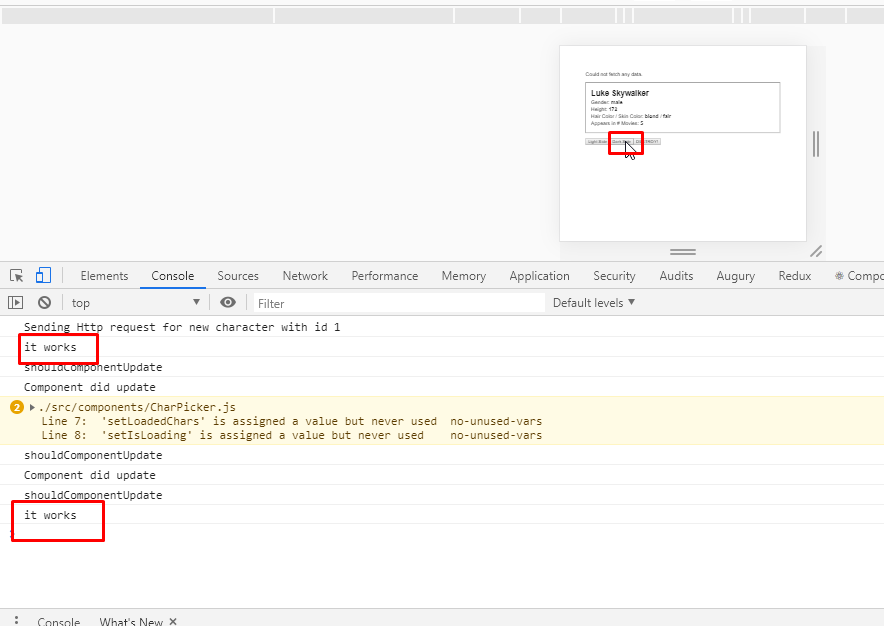 Could not fetch any data.
Luke Skywalker
Gender: male
Height: 172
Hair Color / Skin Color: blond / fair
Appears in # Movies: 5
Elements Console Sources Network Performance Memory Application Security Audits Augury Redux Compo
top Filter Default levels
Sending Http request for new character with id 1
it works
shouldComponentUpdate
Component did update
2 ./src/components/CharPicker.js
Line 7: 'setLoadedChars' is assigned a value but never used no-unused-vars
Line 8: 'setIsLoading' is assigned a value but never used no-unused-vars
shouldComponentUpdate
Component did update
shouldComponentUpdate
it works
Console What's New